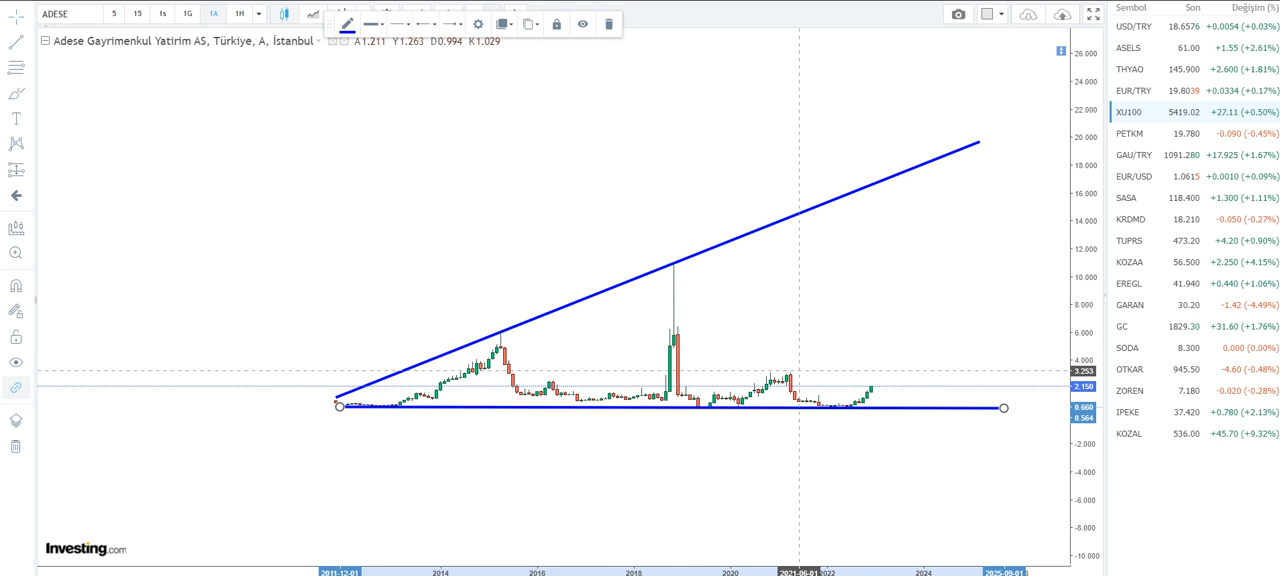 ADESE 5 15 1s 1G 1A 1H
Adese Gayrimenkul Yatirim AS, Türkiye, A, İstanbul A1.211 Y1.263 D0.994 K1.029
26.000
24.000
22.000
20.000
18.000
16.000
14.000
12.000
10.000
8.000
6.000
4.000
3.253
2.150
0.660
0.564
-2.000
-4.000
-6.000
-8.000
-10.000
Investing.com
2011-12-01 2014 2016 2018 2020 2021-06-01 2022 2024 2025-09-01
Sembol Son Değişim (%)
USD/TRY 18.6576 +0.0054 (+0.03%)
ASELS 61.00 +1.55 (+2.61%)
THYAO 145.900 +2.600 (+1.81%)
EUR/TRY 19.8039 +0.0334 (+0.17%)
XU100 5419.02 +27.11 (+0.50%)
PETKM 19.780 -0.090 (-0.45%)
GAU/TRY 1091.280 +17.925 (+1.67%)
EUR/USD 1.0615 +0.0010 (+0.09%)
SASA 118.400 +1.300 (+1.11%)
KRDMD 18.210 -0.050 (-0.27%)
TUPRS 473.20 +4.20 (+0.90%)
KOZAA 56.500 +2.250 (+4.15%)
EREGL 41.940 +0.440 (+1.06%)
GARAN 30.20 -1.42 (-4.49%)
GC 1829.30 +31.60 (+1.76%)
SODA 8.300 0.000 (0.00%)
OTKAR 945.50 -4.60 (-0.48%)
ZOREN 7.180 -0.020 (-0.28%)
IPEKE 37.420 +0.780 (+2.13%)
KOZAL 536.00 +45.70 (+9.32%)